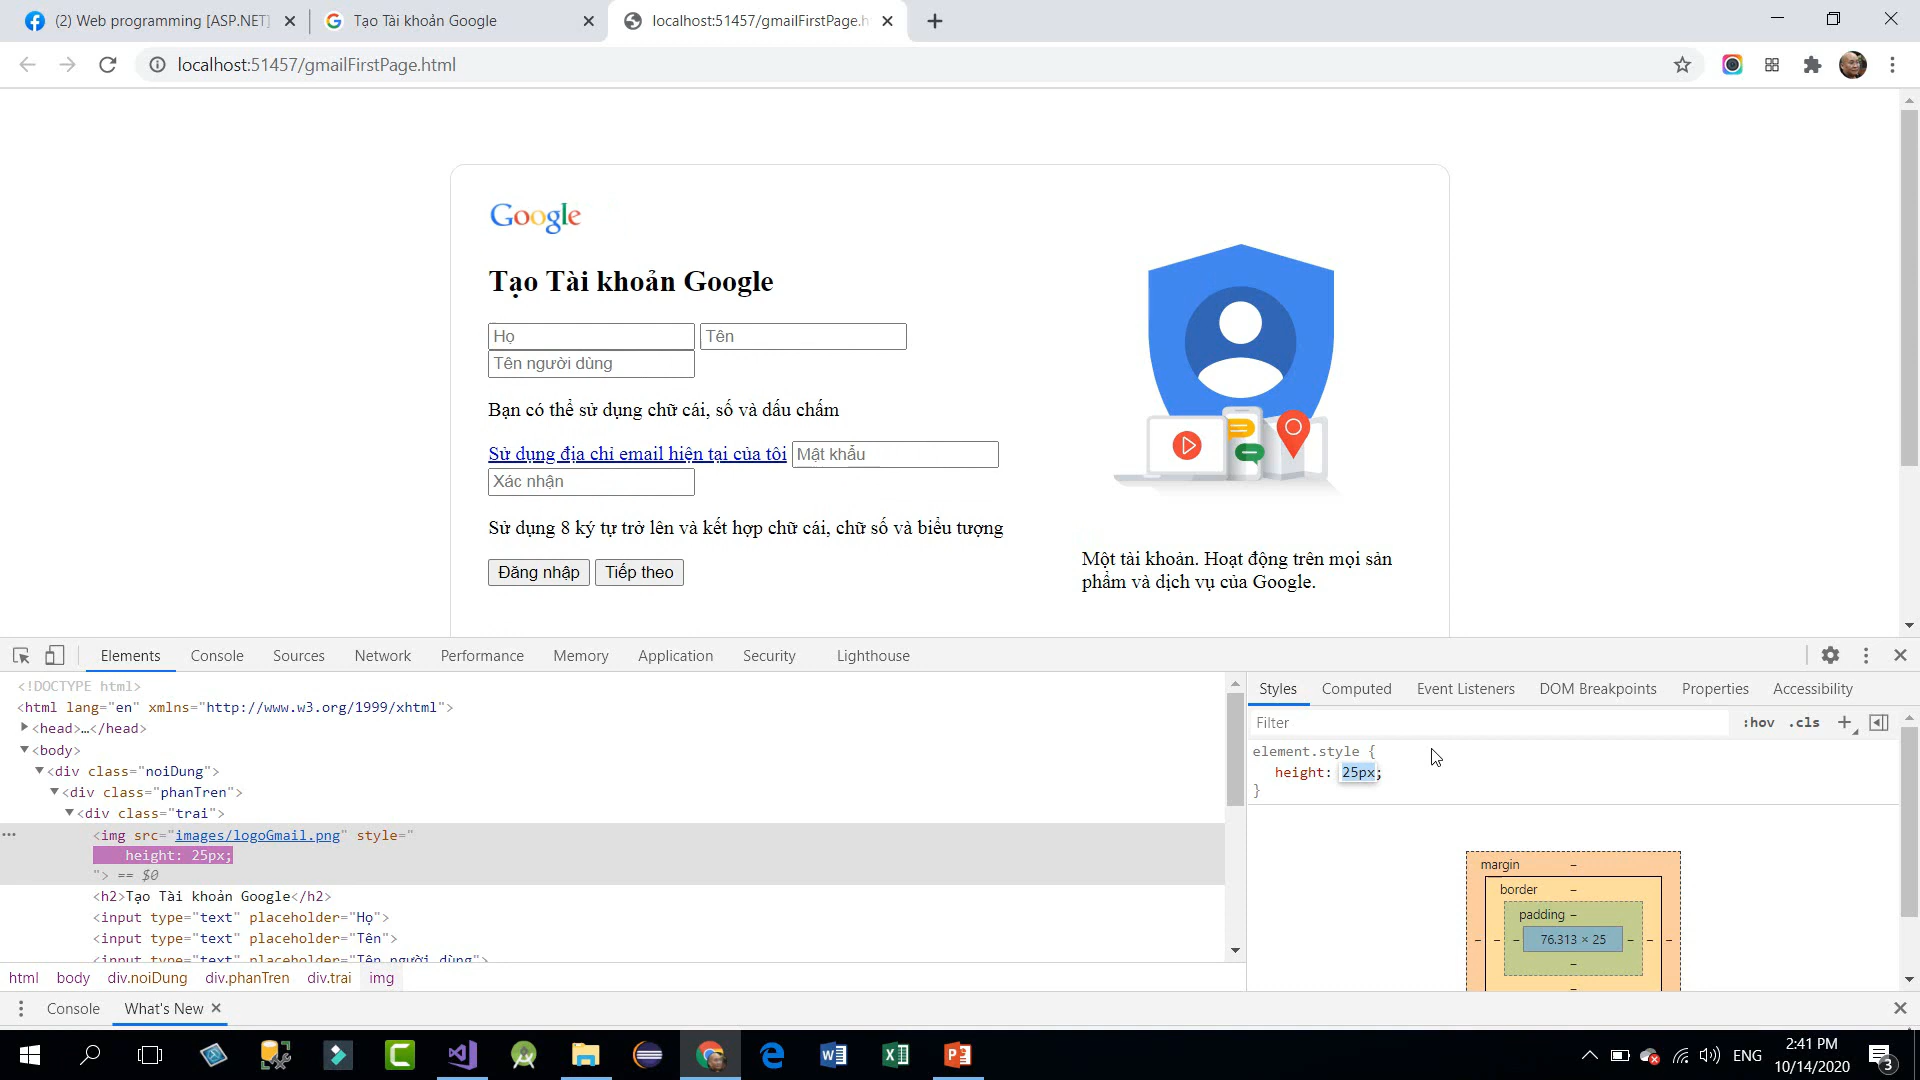 (2) Web programming [ASP.NET]
Tạo Tài khoản Google
localhost:51457/gmailFirstPage.h
localhost:51457/gmailFirstPage.html
Google
Tạo Tài khoản Google
Họ
Tên
Tên người dùng
Bạn có thể sử dụng chữ cái, số và dấu chấm
Sử dụng địa chỉ email hiện tại của tôi
Mật khẩu
Xác nhận
Sử dụng 8 ký tự trở lên và kết hợp chữ cái, chữ số và biểu tượng
Đăng nhập
Tiếp theo
Một tài khoản. Hoạt động trên mọi sản
phẩm và dịch vụ của Google.
Elements Console Sources Network Performance Memory Application Security Lighthouse
<!DOCTYPE html>
<html lang="en" xmlns="http://www.w3.org/1999/xhtml">
<head>…</head>
<body>
<div class="noiDung">
<div class="phanTren">
<div class="trai">
<img src="images/logoGmail.png" style="
height: 25px;
"> == $0
<h2>Tạo Tài khoản Google</h2>
<input type="text" placeholder="Họ">
<input type="text" placeholder="Tên">
<input type="text" placeholder="Tên người dùng">
html body div.noiDung div.phanTren div.trai img
Styles Computed Event Listeners DOM Breakpoints Properties Accessibility
Filter
:hov .cls
element.style {
height: 25px;
}
margin –
border –
padding –
– – – 76.313 × 25 – – –
–
–
Console What's New
ENG
2:41 PM
10/14/2020
3